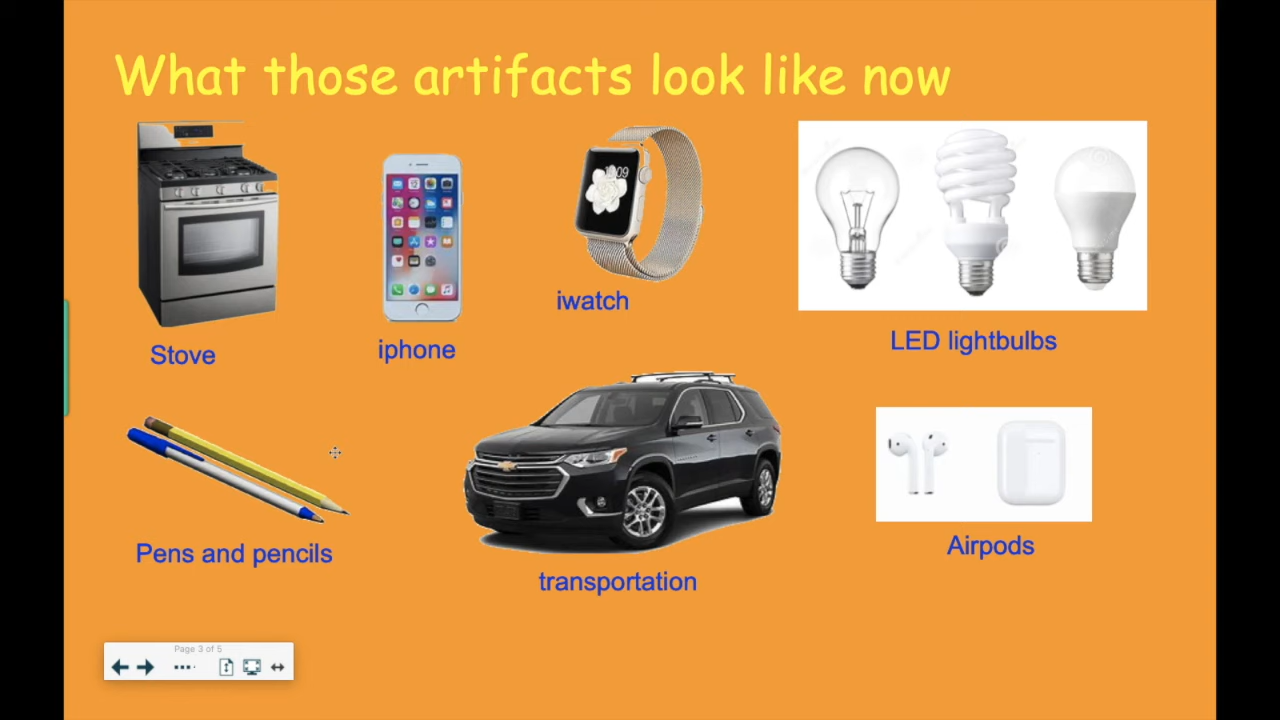 What those artifacts look like now
Stove
iphone
iwatch
LED lightbulbs
Pens and pencils
transportation
Airpods
Page 3 of 5